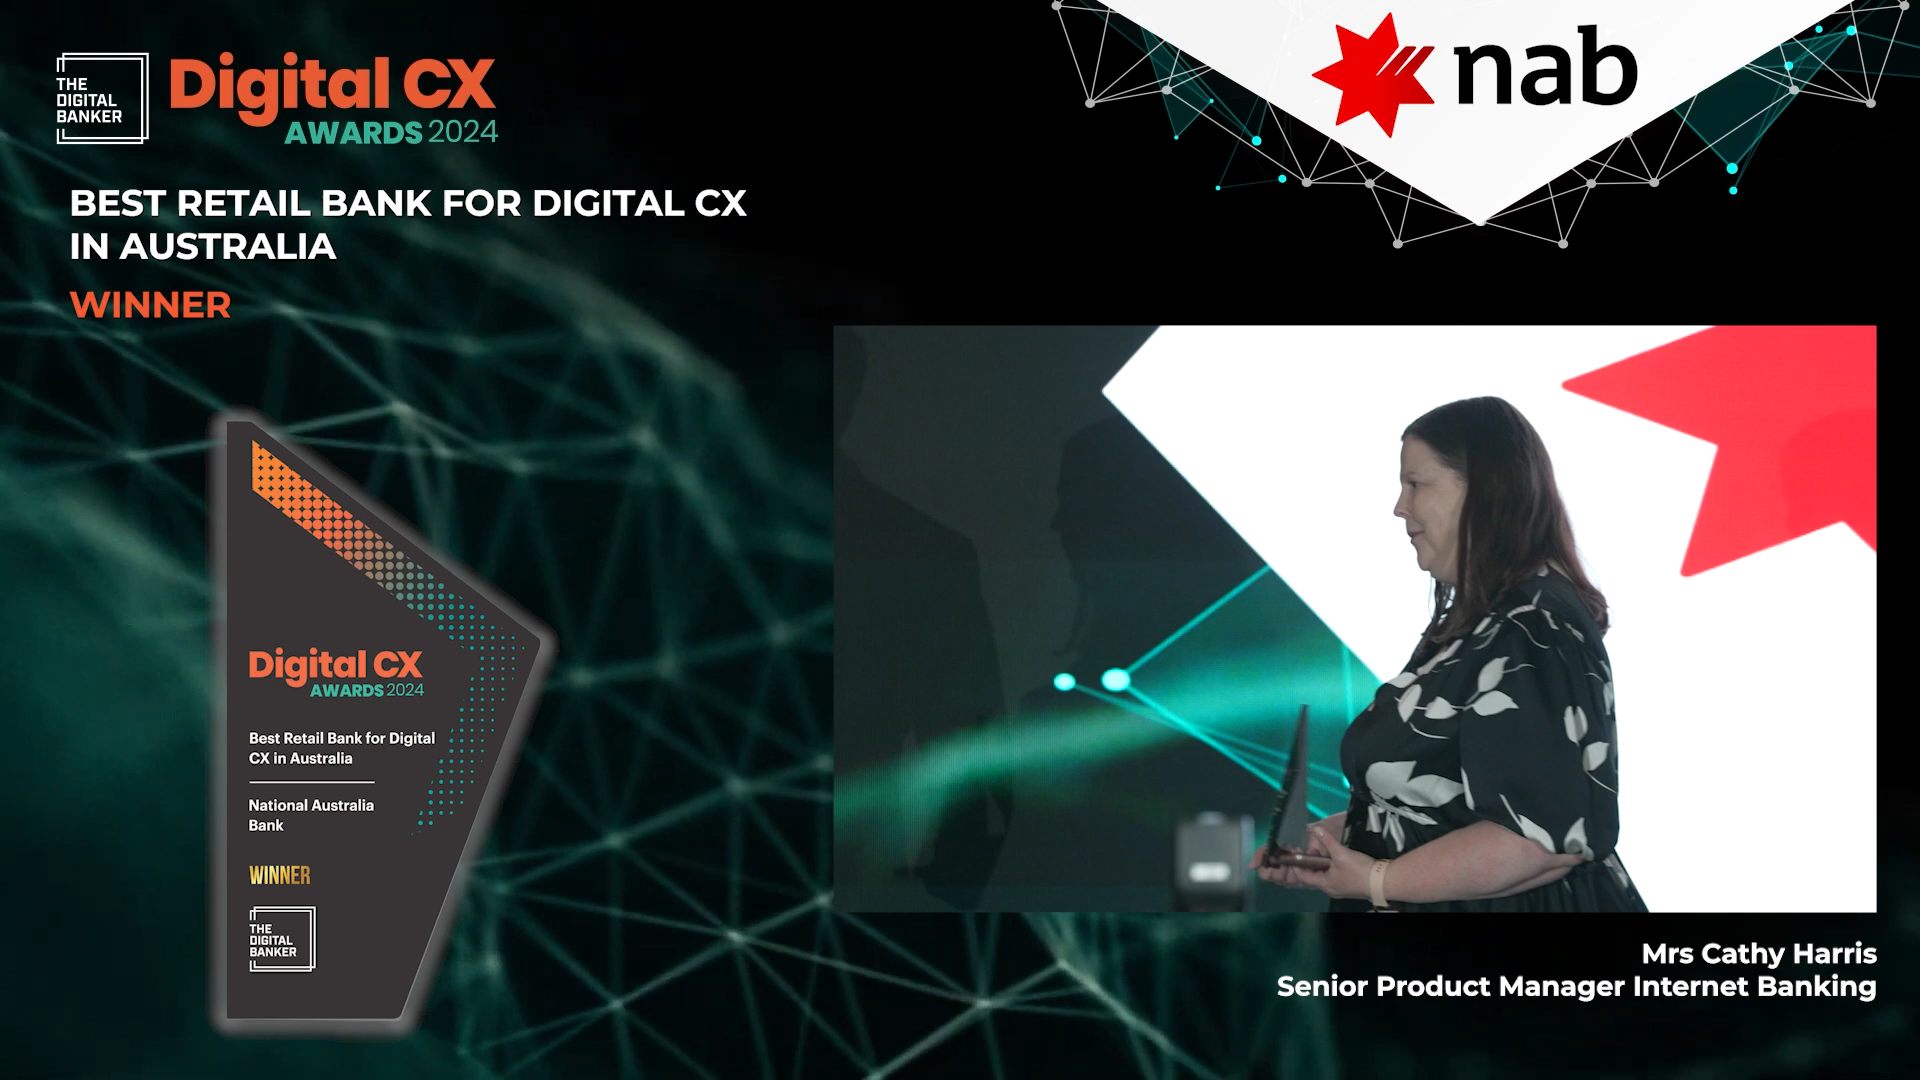 THE
DIGITAL
BANKER
Digital CX
AWARDS 2024
BEST RETAIL BANK FOR DIGITAL CX
IN AUSTRALIA
WINNER
nab
Digital CX
AWARDS 2024
Best Retail Bank for Digital
CX in Australia
National Australia
Bank
WINNER
THE
DIGITAL
BANKER
Mrs Cathy Harris
Senior Product Manager Internet Banking